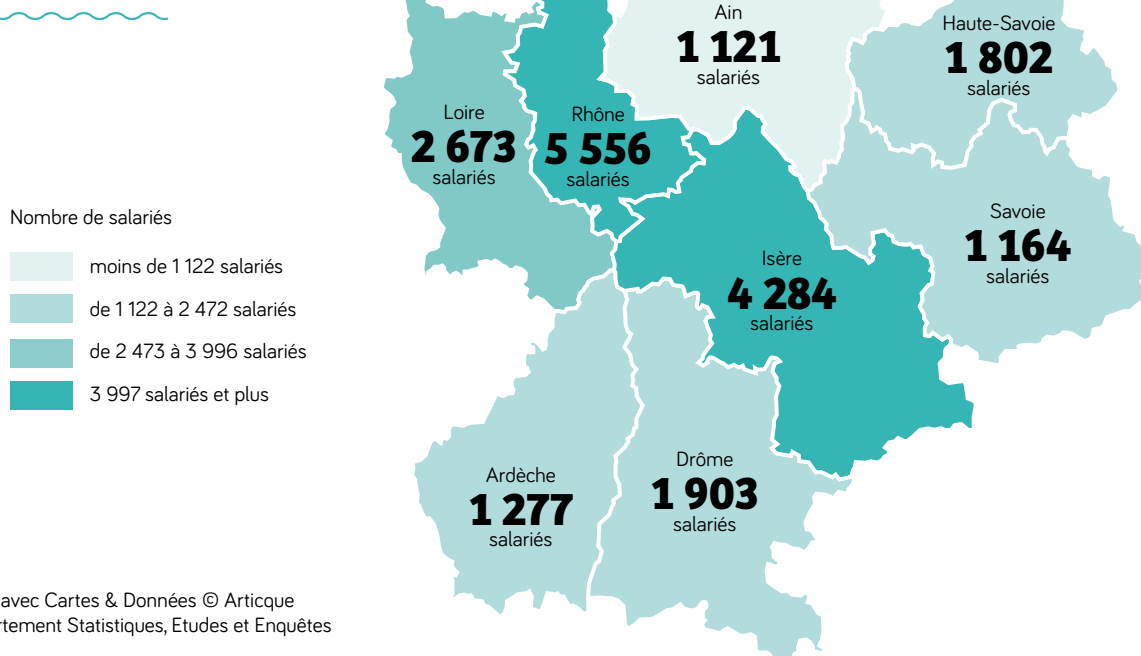 Ain
1 121
salariés
Haute-Savoie
1 802
salariés
Loire
2 673
salariés
Rhône
5 556
salariés
Savoie
1 164
salariés
Isère
4 284
salariés
Nombre de salariés
moins de 1 122 salariés
de 1 122 à 2 472 salariés
de 2 473 à 3 996 salariés
3 997 salariés et plus
Ardèche
1 277
salariés
Drôme
1 903
salariés
avec Cartes & Données © Articque
rtement Statistiques, Etudes et Enquêtes